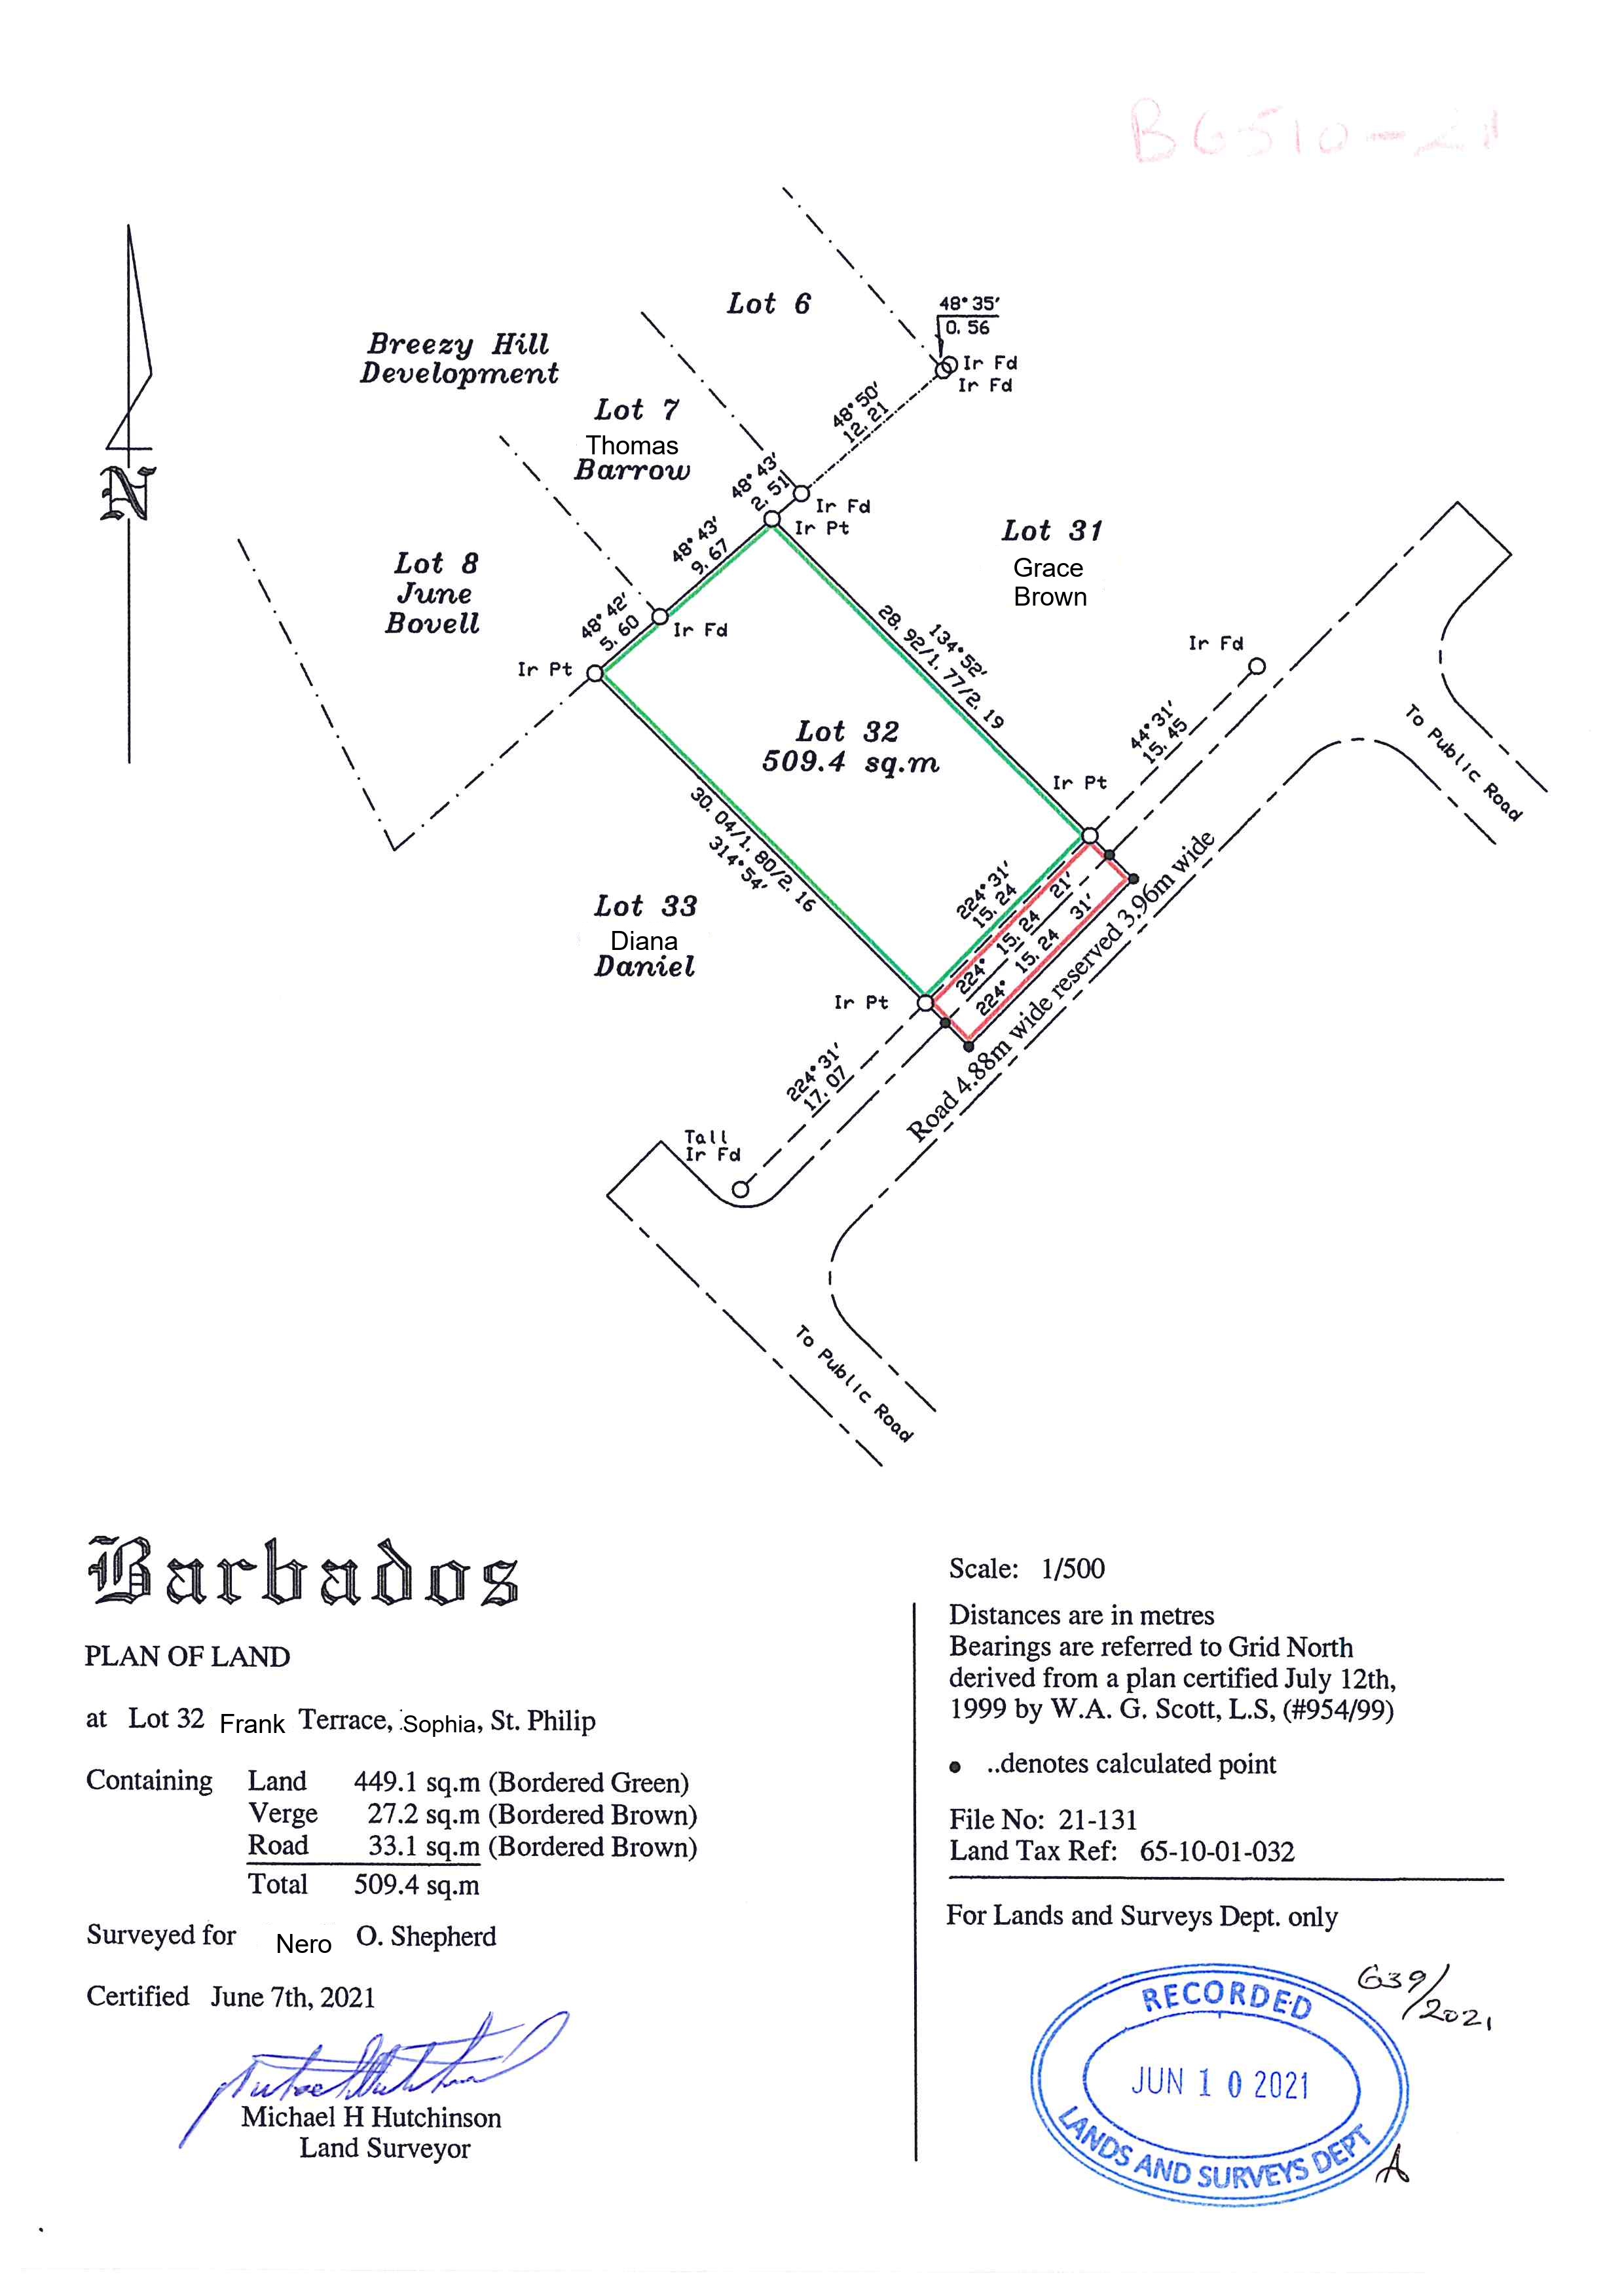 BG510-21
Lot 6
48° 35'
0.56
Ir Fd
Ir Fd
Breezy Hill
Development
Lot 7
Thomas
Barrow
48° 50'
12.21
48° 43'
2.51
Ir Fd
Ir Pt
48° 43'
9.67
Lot 31
Grace
Brown
Lot 8
June
Bovell
48° 42'
5.60
Ir Fd
Ir Pt
134° 52'
28.92/1.77/2.19
Ir Fd
44° 31'
15.45
To Public Road
Lot 32
509.4 sq.m
Ir Pt
30.04/1.80/2.16
314° 54'
Lot 33
Diana
Daniel
224° 31'
15.24
224° 15.24 21'
224° 15.24 31'
Road 4.88m wide reserved 3.96m wide
Ir Pt
224° 31'
17.07
Tall
Ir Fd
To Public Road
N
Barbados
PLAN OF LAND
at Lot 32 Frank Terrace, Sophia, St. Philip
Containing Land 449.1 sq.m (Bordered Green)
Verge 27.2 sq.m (Bordered Brown)
Road 33.1 sq.m (Bordered Brown)
Total 509.4 sq.m
Surveyed for Nero O. Shepherd
Certified June 7th, 2021
Michael H Hutchinson
Land Surveyor
Scale: 1/500
Distances are in metres
Bearings are referred to Grid North
derived from a plan certified July 12th,
1999 by W.A. G. Scott, L.S, (#954/99)
● ..denotes calculated point
File No: 21-131
Land Tax Ref: 65-10-01-032
For Lands and Surveys Dept. only
639/2021
RECORDED
JUN 10 2021
LANDS AND SURVEYS DEPT